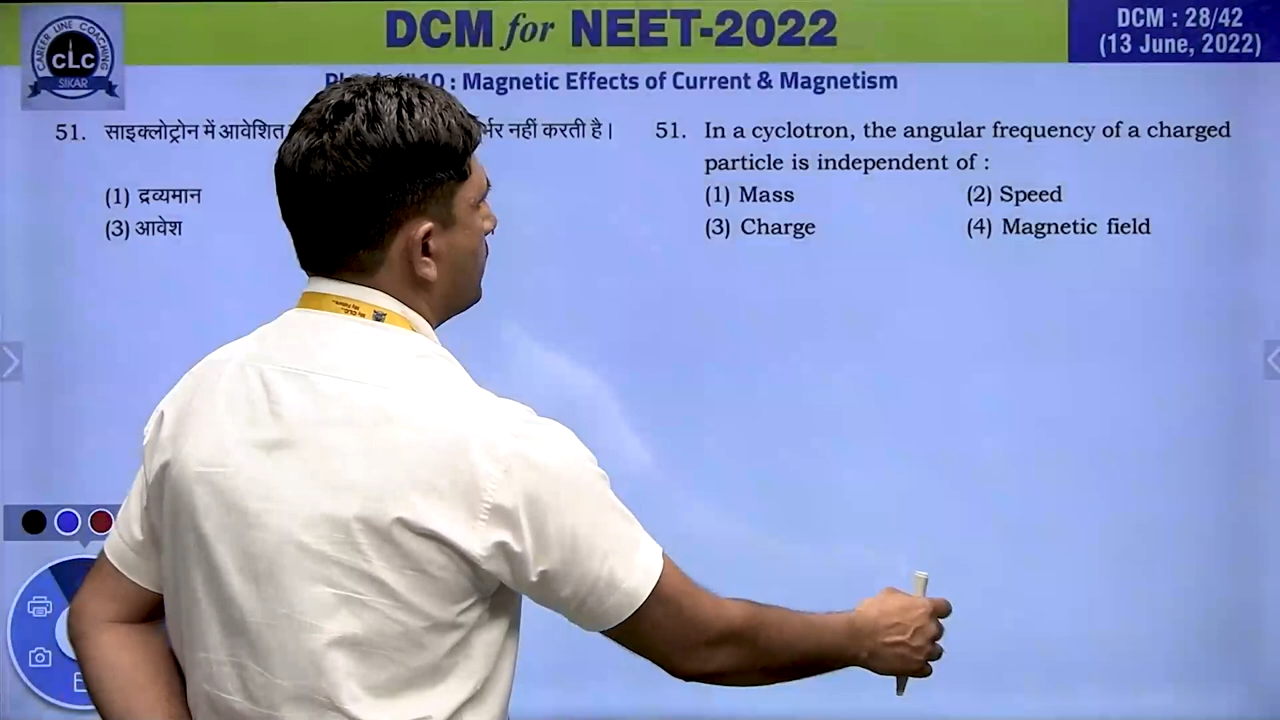 CAREER LINE COACHING
CLC
SIKAR
DCM for NEET-2022
DCM : 28/42
(13 June, 2022)
: Magnetic Effects of Current & Magnetism
51. साइक्लोट्रोन में आवेशित नहीं करती है।
(1) द्रव्यमान
(3) आवेश
51. In a cyclotron, the angular frequency of a charged
particle is independent of :
(1) Mass (2) Speed
(3) Charge (4) Magnetic field